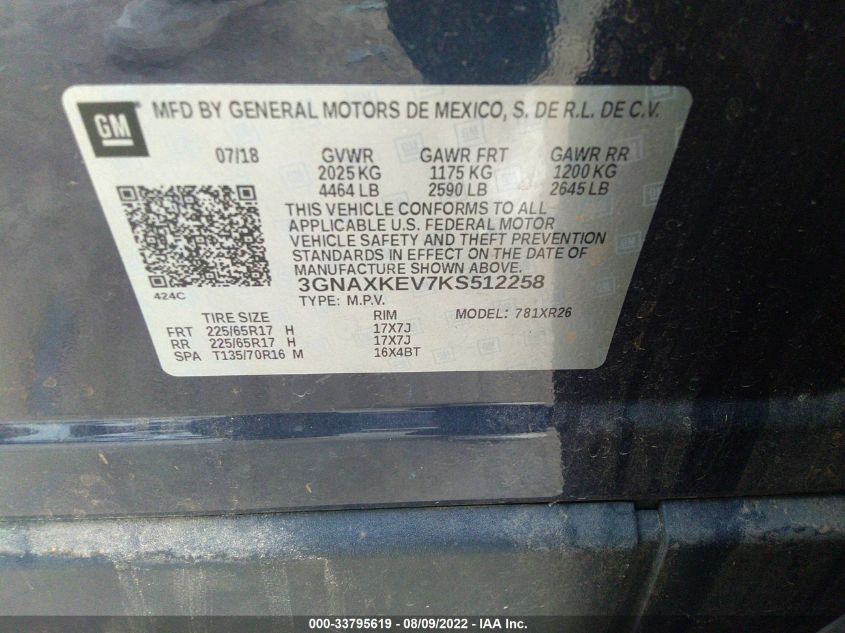 GM
MFD BY GENERAL MOTORS DE MEXICO, S. DE R.L. DE C.V.
07/18 GVWR GAWR FRT GAWR RR
2025 KG 1175 KG 1200 KG
4464 LB 2590 LB 2645 LB
THIS VEHICLE CONFORMS TO ALL
APPLICABLE U.S. FEDERAL MOTOR
VEHICLE SAFETY AND THEFT PREVENTION
STANDARDS IN EFFECT ON THE DATE OF
MANUFACTURE SHOWN ABOVE.
424C
3GNAXKEV7KS512258
TYPE: M.P.V.
TIRE SIZE RIM MODEL: 781XR26
FRT 225/65R17 H 17X7J
RR 225/65R17 H 17X7J
SPA T135/70R16 M 16X4BT
000-33795619 - 08/09/2022 - IAA Inc.